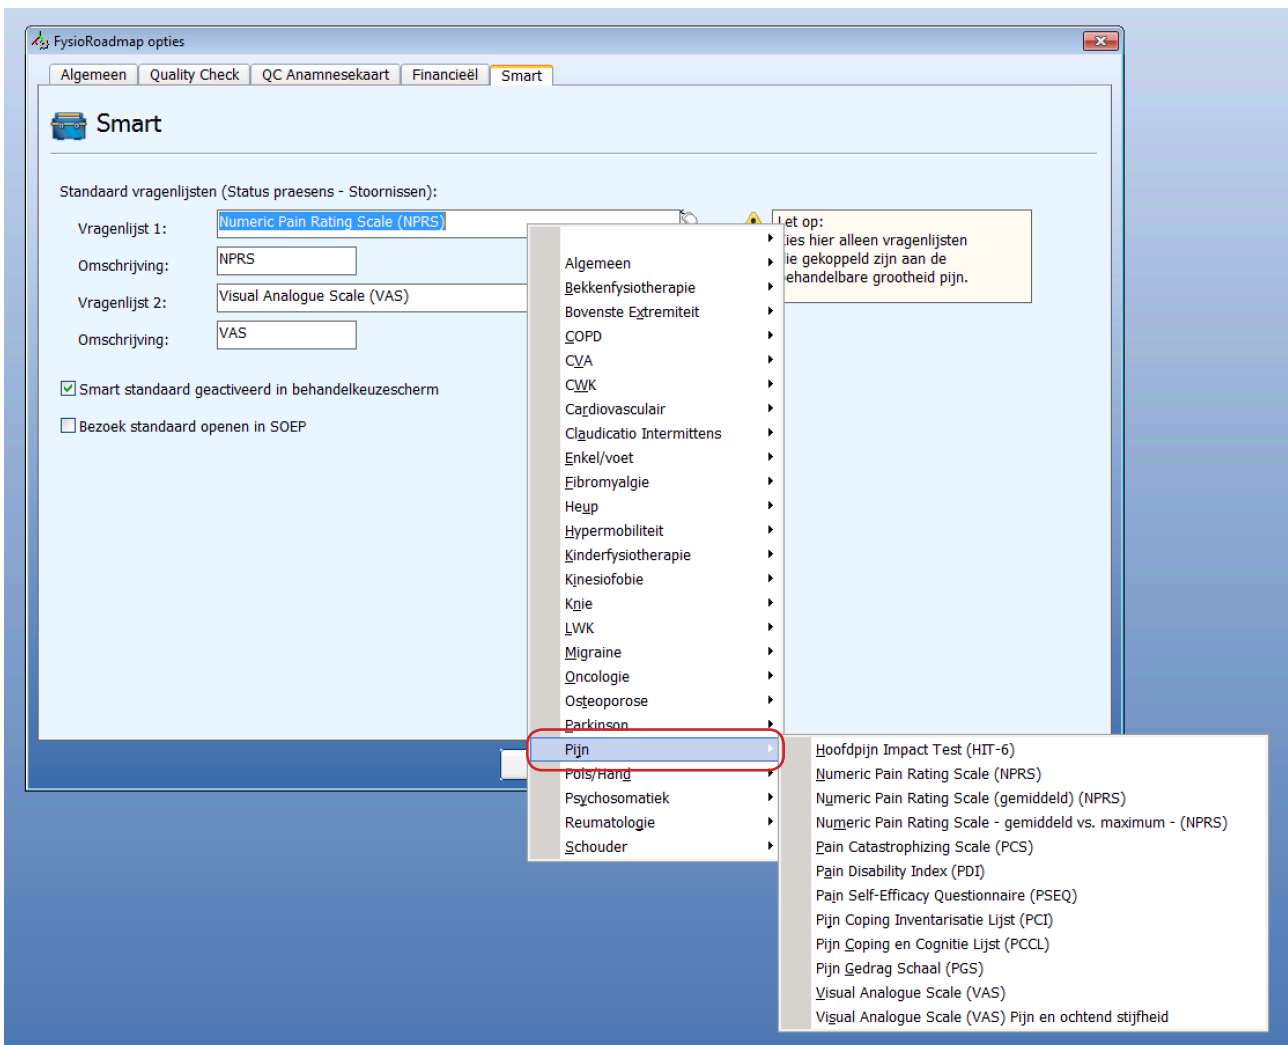 FysioRoadmap opties
Algemeen Quality Check QC Anamnesekaart Financieël Smart
Smart
Standaard vragenlijsten (Status praesens - Stoornissen):
Vragenlijst 1: Numeric Pain Rating Scale (NPRS)
Omschrijving: NPRS
Vragenlijst 2: Visual Analogue Scale (VAS)
Omschrijving: VAS
Smart standaard geactiveerd in behandelkeuzescherm
Bezoek standaard openen in SOEP
Let op:
hier alleen vragenlijsten
gekoppeld zijn aan de
grootheid pijn.
Algemeen
Bekkenfysiotherapie
Bovenste Extremiteit
COPD
CVA
CWK
Cardiovasculair
Claudicatio Intermittens
Enkel/voet
Fibromyalgie
Heup
Hypermobiliteit
Kinderfysiotherapie
Kinesiofobie
Knie
LWK
Migraine
Oncologie
Osteoporose
Parkinson
Pijn
Pols/Hand
Psychosomatiek
Reumatologie
Schouder
Hoofdpijn Impact Test (HIT-6)
Numeric Pain Rating Scale (NPRS)
Numeric Pain Rating Scale (gemiddeld) (NPRS)
Numeric Pain Rating Scale - gemiddeld vs. maximum - (NPRS)
Pain Catastrophizing Scale (PCS)
Pain Disability Index (PDI)
Pain Self-Efficacy Questionnaire (PSEQ)
Pijn Coping Inventarisatie Lijst (PCI)
Pijn Coping en Cognitie Lijst (PCCL)
Pijn Gedrag Schaal (PGS)
Visual Analogue Scale (VAS)
Visual Analogue Scale (VAS) Pijn en ochtend stijfheid